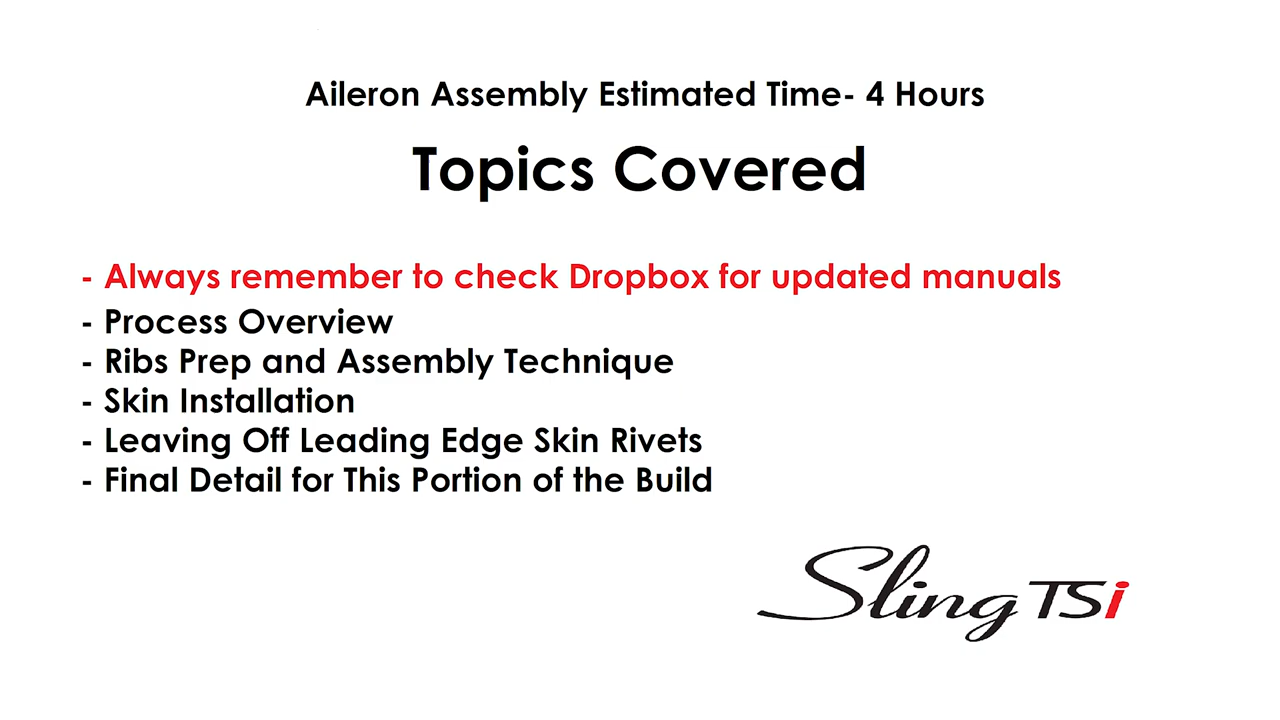 Aileron Assembly Estimated Time- 4 Hours
Topics Covered
- Always remember to check Dropbox for updated manuals
- Process Overview
- Ribs Prep and Assembly Technique
- Skin Installation
- Leaving Off Leading Edge Skin Rivets
- Final Detail for This Portion of the Build
Sling TSi